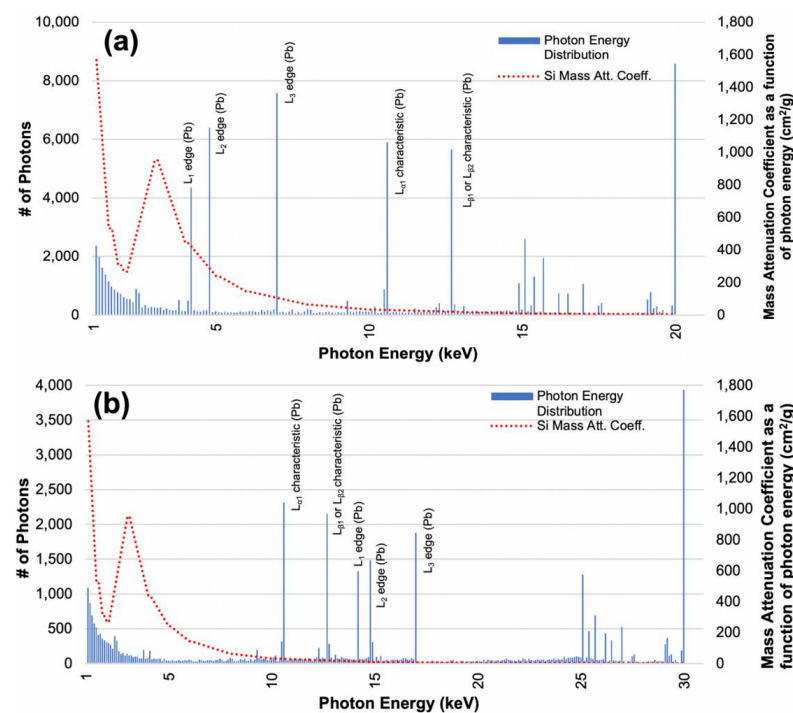 (a)
10,000
8,000
6,000
4,000
2,000
0
# of Photons
1
5
10
15
20
Photon Energy (keV)
1,800
1,600
1,400
1,200
1,000
800
600
400
200
0
Mass Attenuation Coefficient as a function
of photon energy (cm²/g)
Photon Energy
Distribution
Si Mass Att. Coeff.
L₁ edge (Pb)
L₂ edge (Pb)
L₃ edge (Pb)
Lα1 characteristic (Pb)
Lβ1 or Lβ2 characteristic (Pb)
(b)
4,000
3,500
3,000
2,500
2,000
1,500
1,000
500
0
# of Photons
1
5
10
15
20
25
30
Photon Energy (keV)
1,800
1,600
1,400
1,200
1,000
800
600
400
200
0
Mass Attenuation Coefficient as a
function of photon energy (cm²/g)
Photon Energy
Distribution
Si Mass Att. Coeff.
Lα1 characteristic (Pb)
Lβ1 or Lβ2 characteristic (Pb)
L₁ edge (Pb)
L₂ edge (Pb)
L₃ edge (Pb)